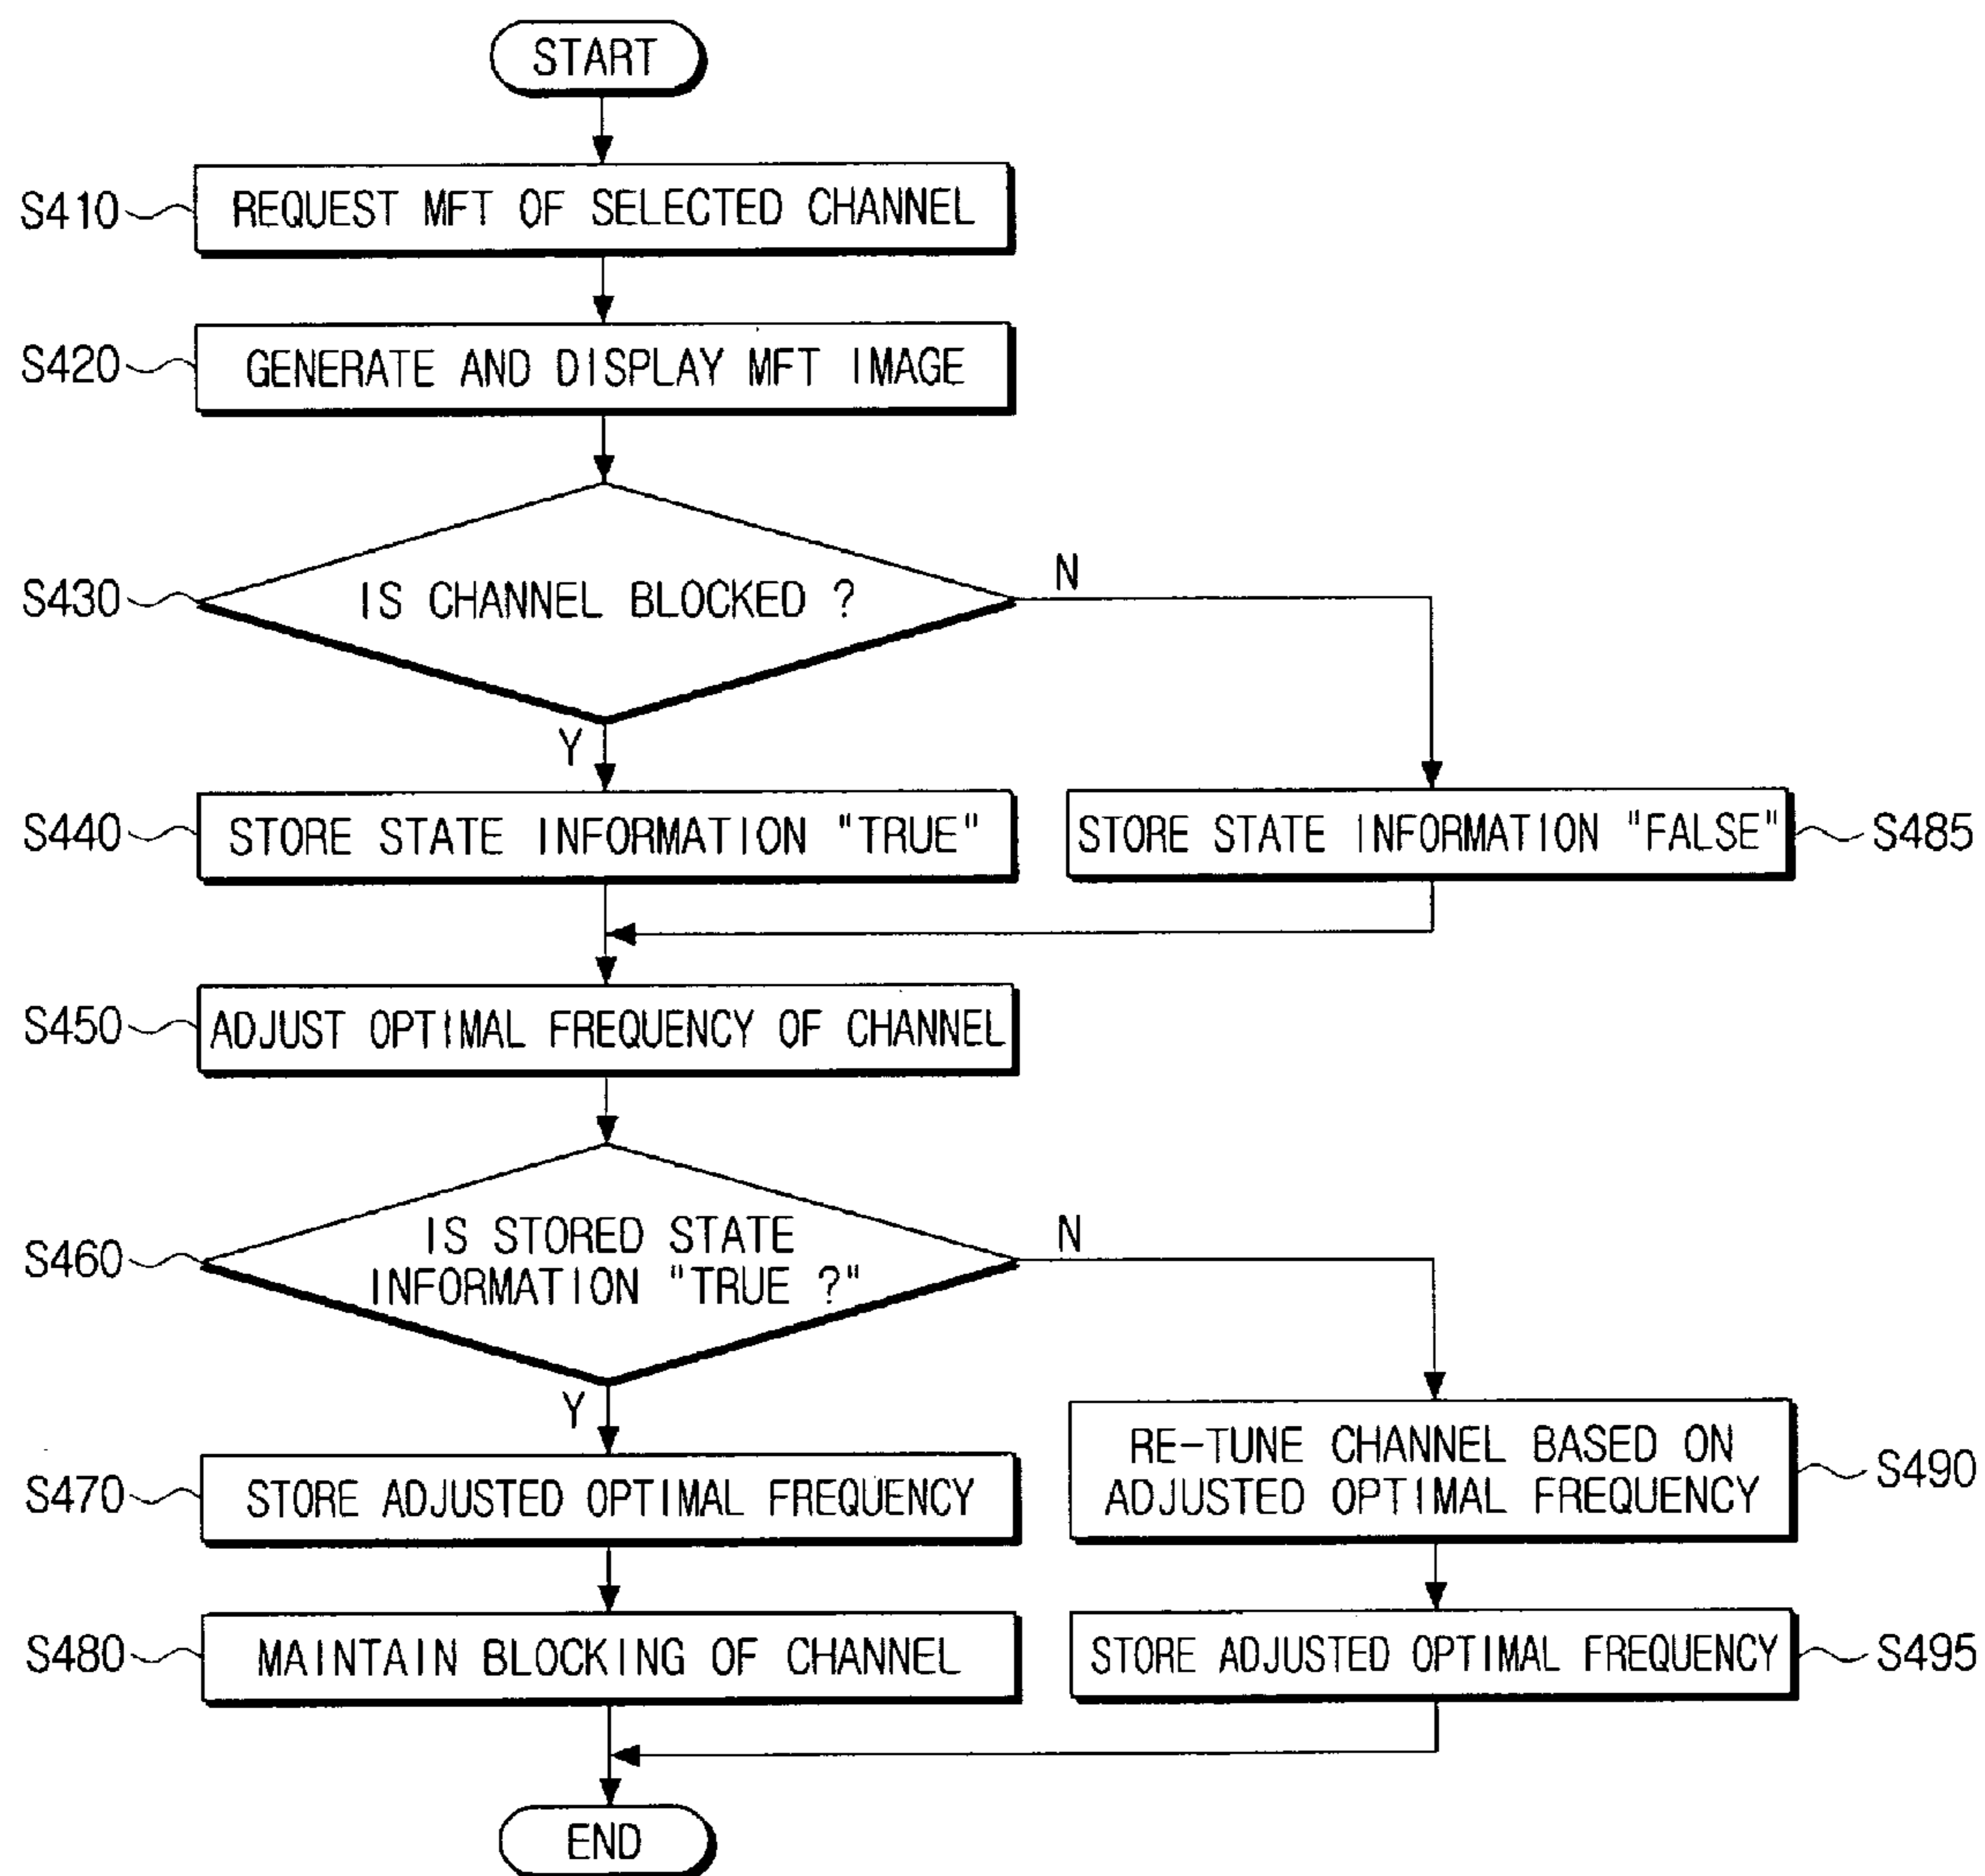 START
S410
REQUEST MFT OF SELECTED CHANNEL
S420
GENERATE AND DISPLAY MFT IMAGE
S430
IS CHANNEL BLOCKED ?
N
Y
S440
STORE STATE INFORMATION "TRUE"
STORE STATE INFORMATION "FALSE"
S485
S450
ADJUST OPTIMAL FREQUENCY OF CHANNEL
S460
IS STORED STATE
INFORMATION "TRUE ?"
N
Y
S470
STORE ADJUSTED OPTIMAL FREQUENCY
RE-TUNE CHANNEL BASED ON
ADJUSTED OPTIMAL FREQUENCY
S490
S480
MAINTAIN BLOCKING OF CHANNEL
STORE ADJUSTED OPTIMAL FREQUENCY
S495
END